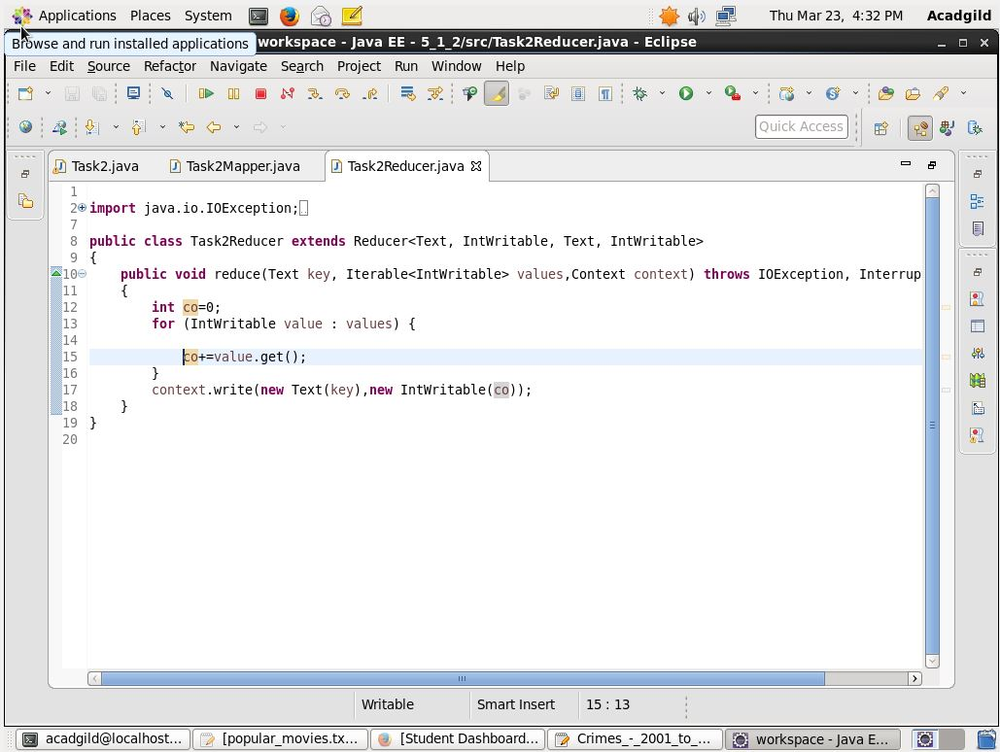 Applications Places System Thu Mar 23, 4:32 PM Acadgild
Browse and run installed applications
workspace - Java EE - 5_1_2/src/Task2Reducer.java - Eclipse
File Edit Source Refactor Navigate Search Project Run Window Help
Quick Access
Task2.java Task2Mapper.java Task2Reducer.java
1
2 import java.io.IOException;
7
8 public class Task2Reducer extends Reducer<Text, IntWritable, Text, IntWritable>
9 {
10 public void reduce(Text key, Iterable<IntWritable> values,Context context) throws IOException, Interrup
11 {
12 int co=0;
13 for (IntWritable value : values) {
14
15 co+=value.get();
16 }
17 context.write(new Text(key),new IntWritable(co));
18 }
19 }
20
Writable Smart Insert 15 : 13
acadgild@localhost... [popular_movies.tx... [Student Dashboard... Crimes_-_2001_to_... workspace - Java E...